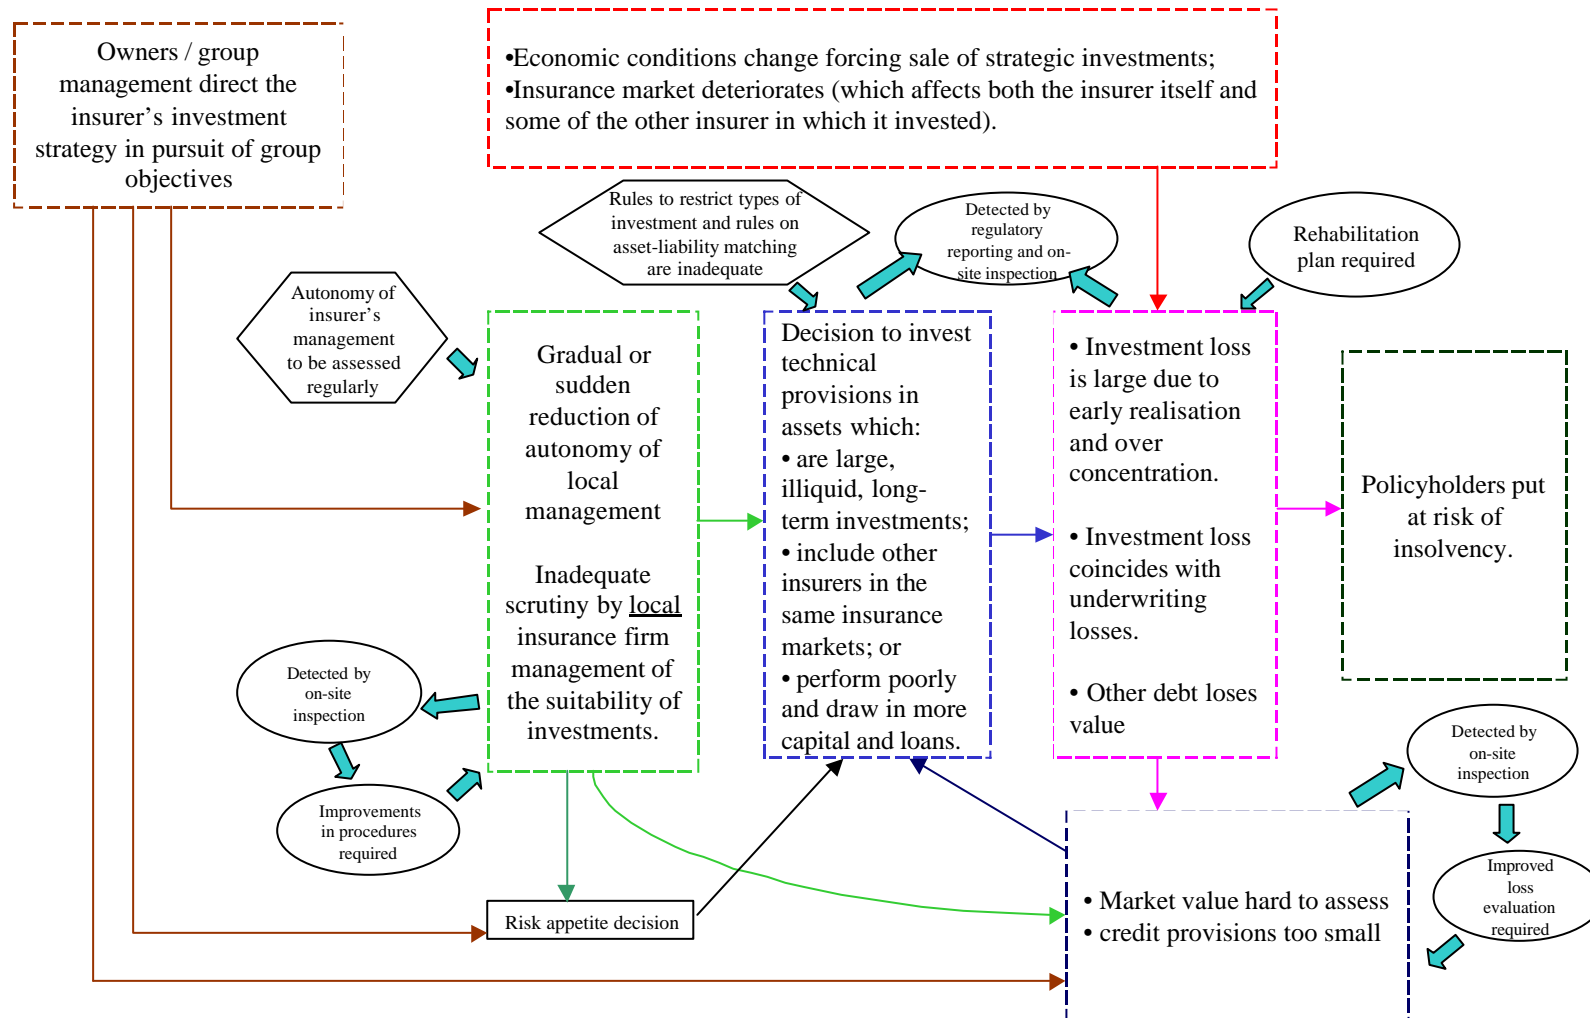 Owners / group
management direct the
insurer’s investment
strategy in pursuit of group
objectives
•Economic conditions change forcing sale of strategic investments;
•Insurance market deteriorates (which affects both the insurer itself and
some of the other insurer in which it invested).
Rules to restrict types of
investment and rules on
asset-liability matching
are inadequate
Detected by
regulatory
reporting and on-
site inspection
Rehabilitation
plan required
Autonomy of
insurer’s
management
to be assessed
regularly
Gradual or
sudden
reduction of
autonomy of
local
management
Inadequate
scrutiny by local
insurance firm
management of
the suitability of
investments.
Decision to invest
technical
provisions in
assets which:
• are large,
illiquid, long-
term investments;
• include other
insurers in the
same insurance
markets; or
• perform poorly
and draw in more
capital and loans.
• Investment loss
is large due to
early realisation
and over
concentration.
• Investment loss
coincides with
underwriting
losses.
• Other debt loses
value
Policyholders put
at risk of
insolvency.
Detected by
on-site
inspection
Improvements
in procedures
required
Risk appetite decision
Detected by
on-site
inspection
Improved
loss
evaluation
required
• Market value hard to assess
• credit provisions too small